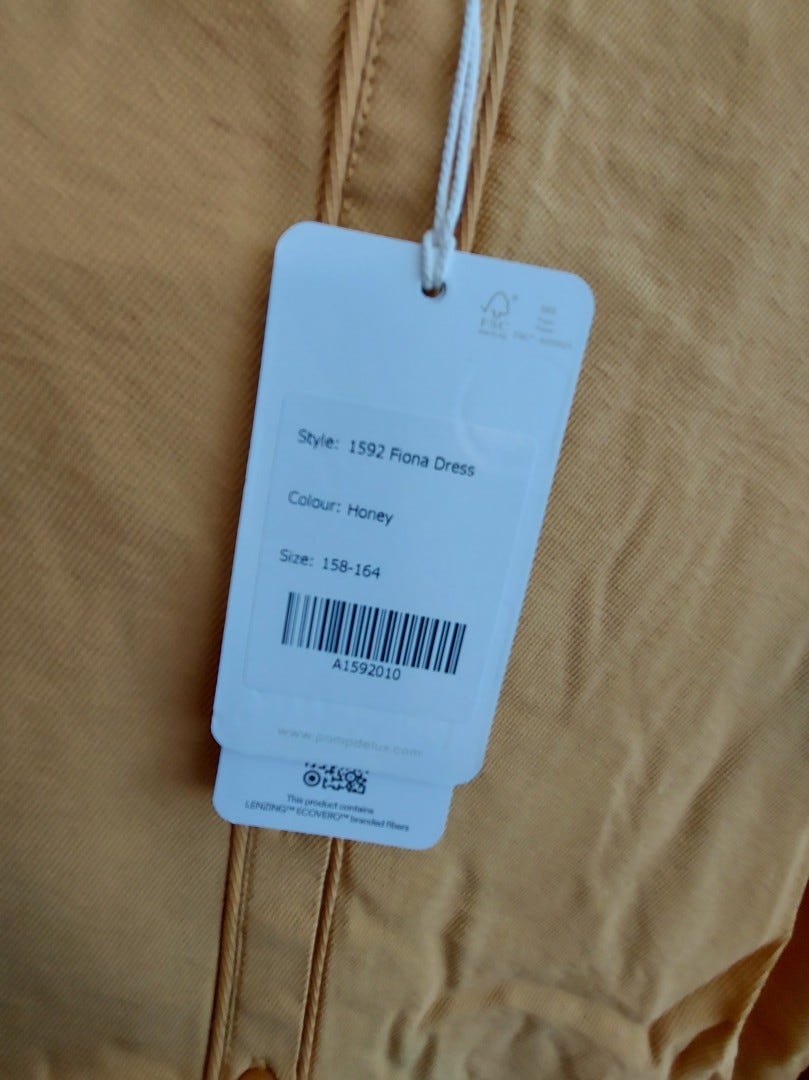 FSC
Style: 1592 Fiona Dress
Colour: Honey
Size: 158-164
A1592010
www.pompdelux.com
This product contains
LENZING™ ECOVERO™ branded fibers